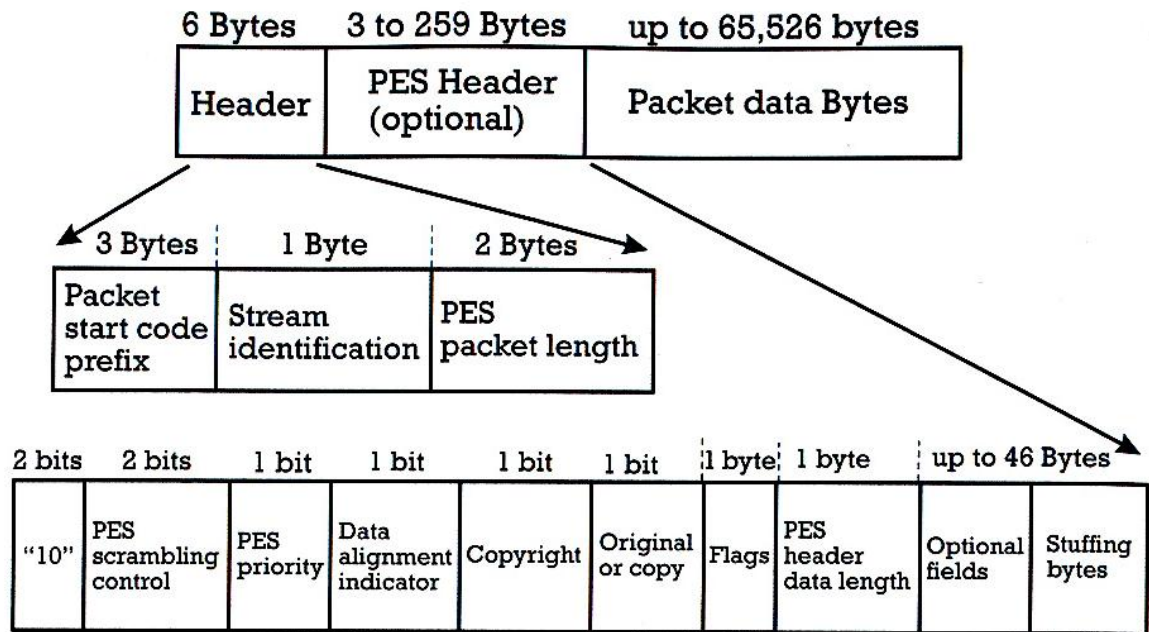 6 Bytes
3 to 259 Bytes
up to 65,526 bytes
Header
PES Header
(optional)
Packet data Bytes
3 Bytes
1 Byte
2 Bytes
Packet
start code
prefix
Stream
identification
PES
packet length
2 bits
2 bits
1 bit
1 bit
1 bit
1 bit
1 byte
1 byte
up to 46 Bytes
“10”
PES
scrambling
control
PES
priority
Data
alignment
indicator
Copyright
Original
or copy
Flags
PES
header
data length
Optional
fields
Stuffing
bytes